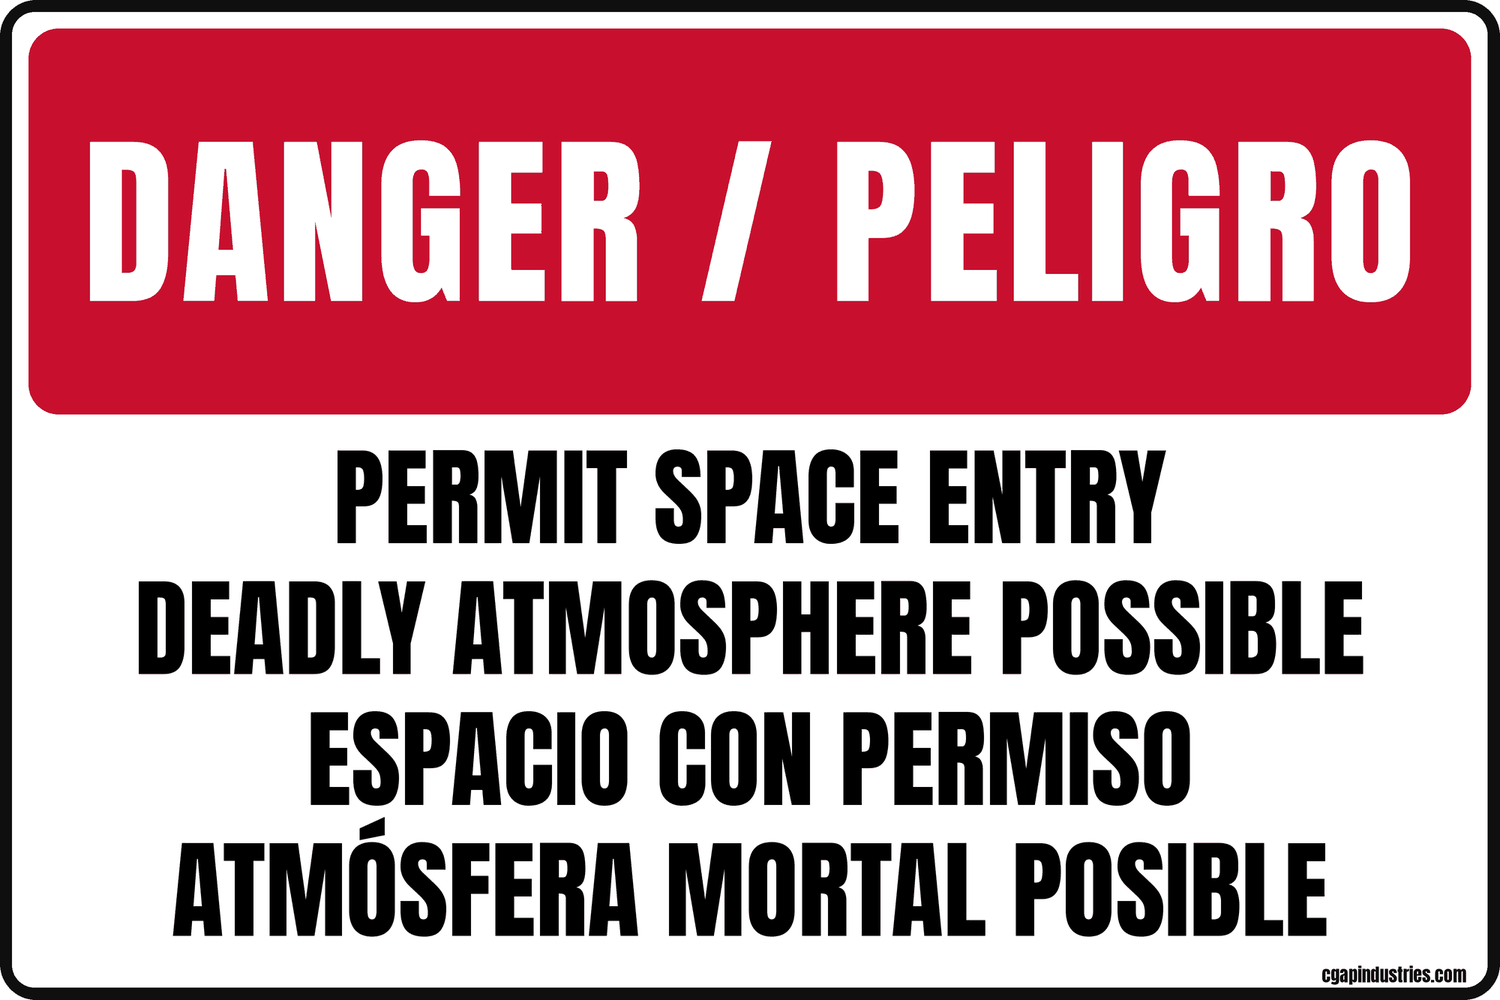 DANGER / PELIGRO
PERMIT SPACE ENTRY
DEADLY ATMOSPHERE POSSIBLE
ESPACIO CON PERMISO
ATMÓSFERA MORTAL POSIBLE
cgapindustries.com